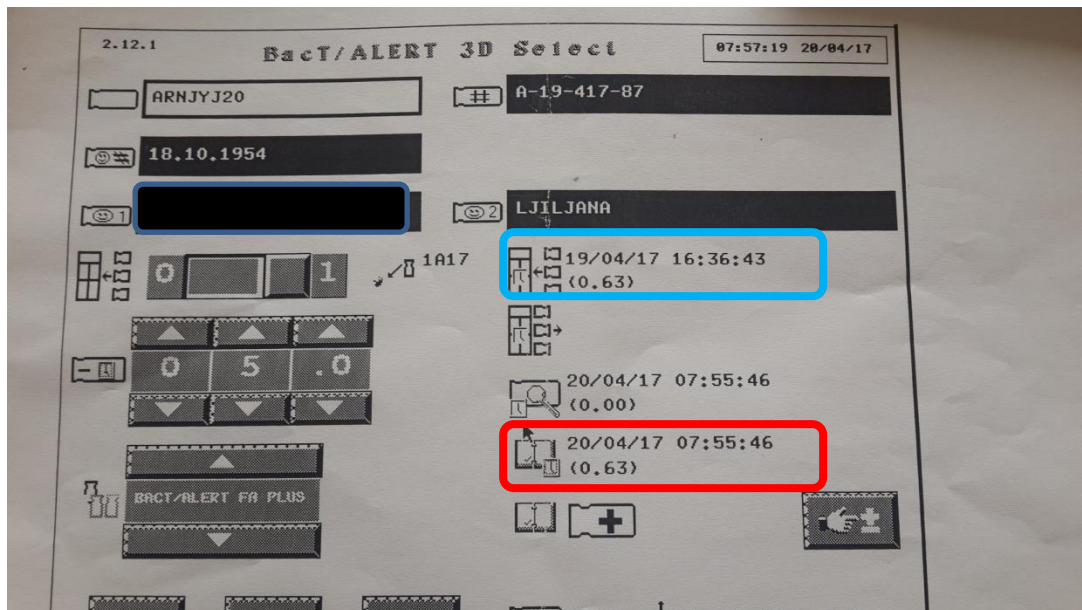 2.12.1
BacT/ALERT 3D Select
07:57:19 20/04/17
ARNJYJ20
A-19-417-87
18.10.1954
1
2
LJILJANA
0 1
1A17
19/04/17 16:36:43
(0.63)
0 5 .0
20/04/17 07:55:46
(0.00)
20/04/17 07:55:46
(0.63)
BACT/ALERT FA PLUS